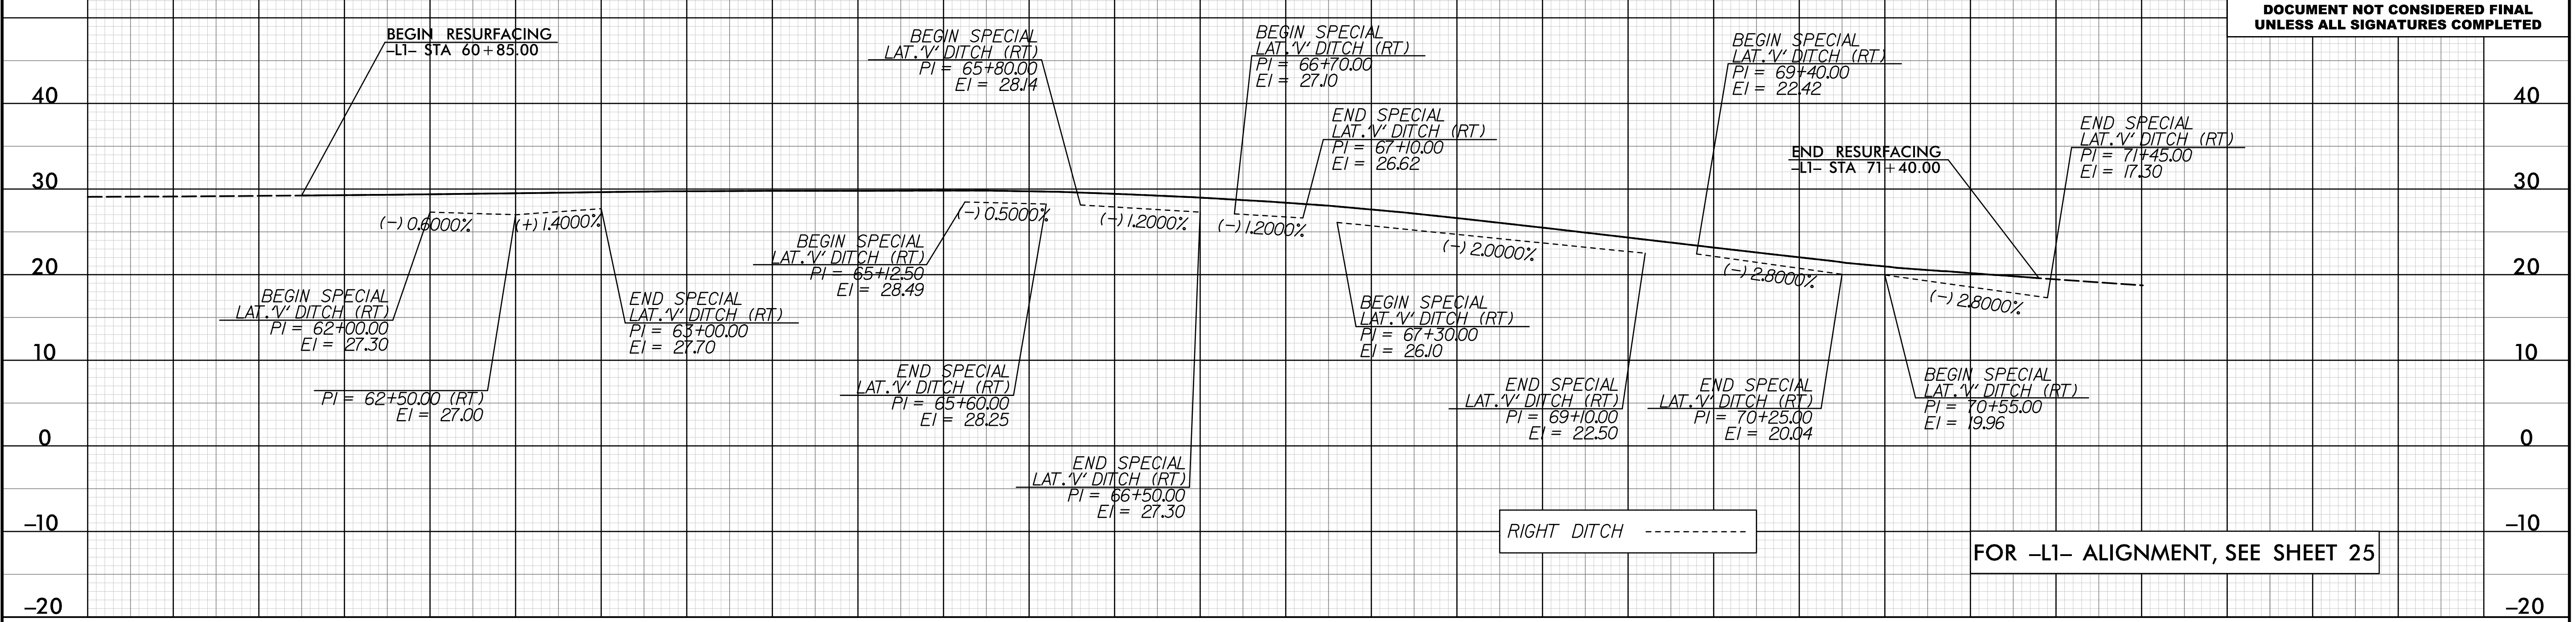 DOCUMENT NOT CONSIDERED FINAL
UNLESS ALL SIGNATURES COMPLETED
BEGIN RESURFACING
–L1– STA 60+85.00
BEGIN SPECIAL
LAT.'V' DITCH (RT)
PI = 65+80.00
EI = 28.14
BEGIN SPECIAL
LAT.'V' DITCH (RT)
PI = 66+70.00
EI = 27.10
END SPECIAL
LAT.'V' DITCH (RT)
PI = 67+10.00
EI = 26.62
BEGIN SPECIAL
LAT.'V' DITCH (RT)
PI = 69+40.00
EI = 22.42
END RESURFACING
–L1– STA 71+40.00
END SPECIAL
LAT.'V' DITCH (RT)
PI = 71+45.00
EI = 17.30
40
30
20
10
0
–10
–20
40
30
20
10
0
–10
–20
(–) 0.6000%
(+) 1.4000%
(–) 0.5000%
(–) 1.2000%
(–) 1.2000%
(–) 2.0000%
(–) 2.8000%
(–) 2.8000%
BEGIN SPECIAL
LAT.'V' DITCH (RT)
PI = 62+00.00
EI = 27.30
PI = 62+50.00 (RT)
EI = 27.00
END SPECIAL
LAT.'V' DITCH (RT)
PI = 63+00.00
EI = 27.70
BEGIN SPECIAL
LAT.'V' DITCH (RT)
PI = 65+12.50
EI = 28.49
END SPECIAL
LAT.'V' DITCH (RT)
PI = 65+60.00
EI = 28.25
END SPECIAL
LAT.'V' DITCH (RT)
PI = 66+50.00
EI = 27.30
BEGIN SPECIAL
LAT.'V' DITCH (RT)
PI = 67+30.00
EI = 26.10
END SPECIAL
LAT.'V' DITCH (RT)
PI = 69+10.00
EI = 22.50
END SPECIAL
LAT.'V' DITCH (RT)
PI = 70+25.00
EI = 20.04
BEGIN SPECIAL
LAT.'V' DITCH (RT)
PI = 70+55.00
EI = 19.96
RIGHT DITCH
FOR –L1– ALIGNMENT, SEE SHEET 25